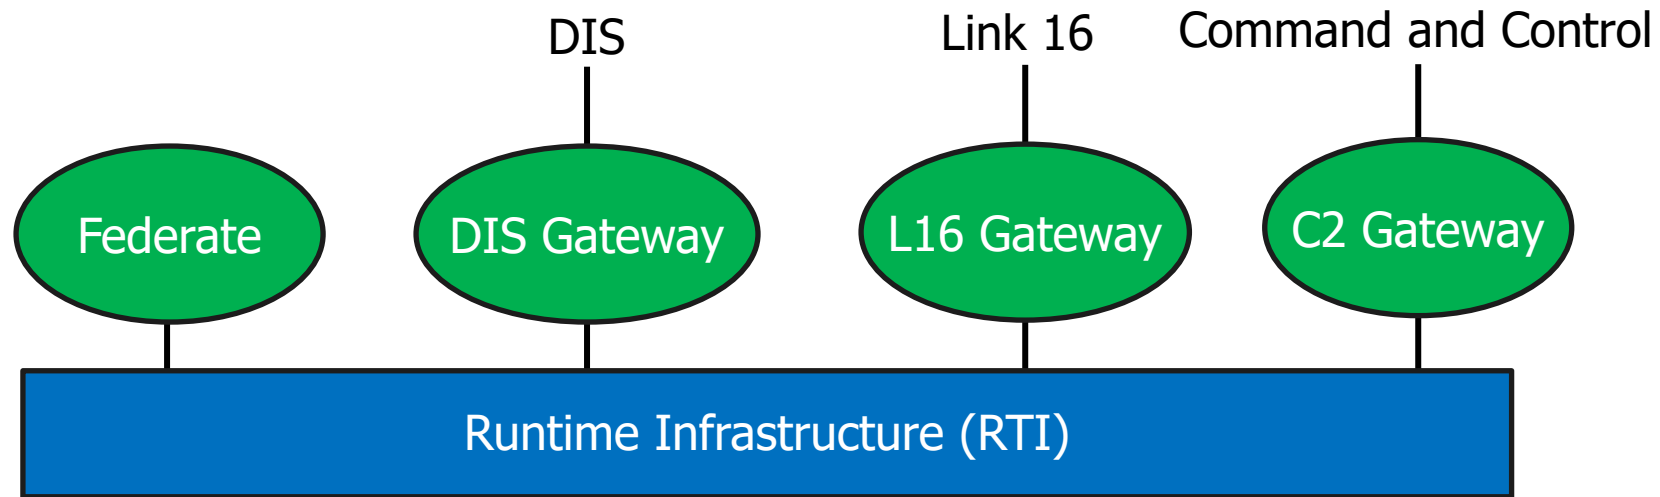 DIS
Link 16
Command and Control
Federate
DIS Gateway
L16 Gateway
C2 Gateway
Runtime Infrastructure (RTI)